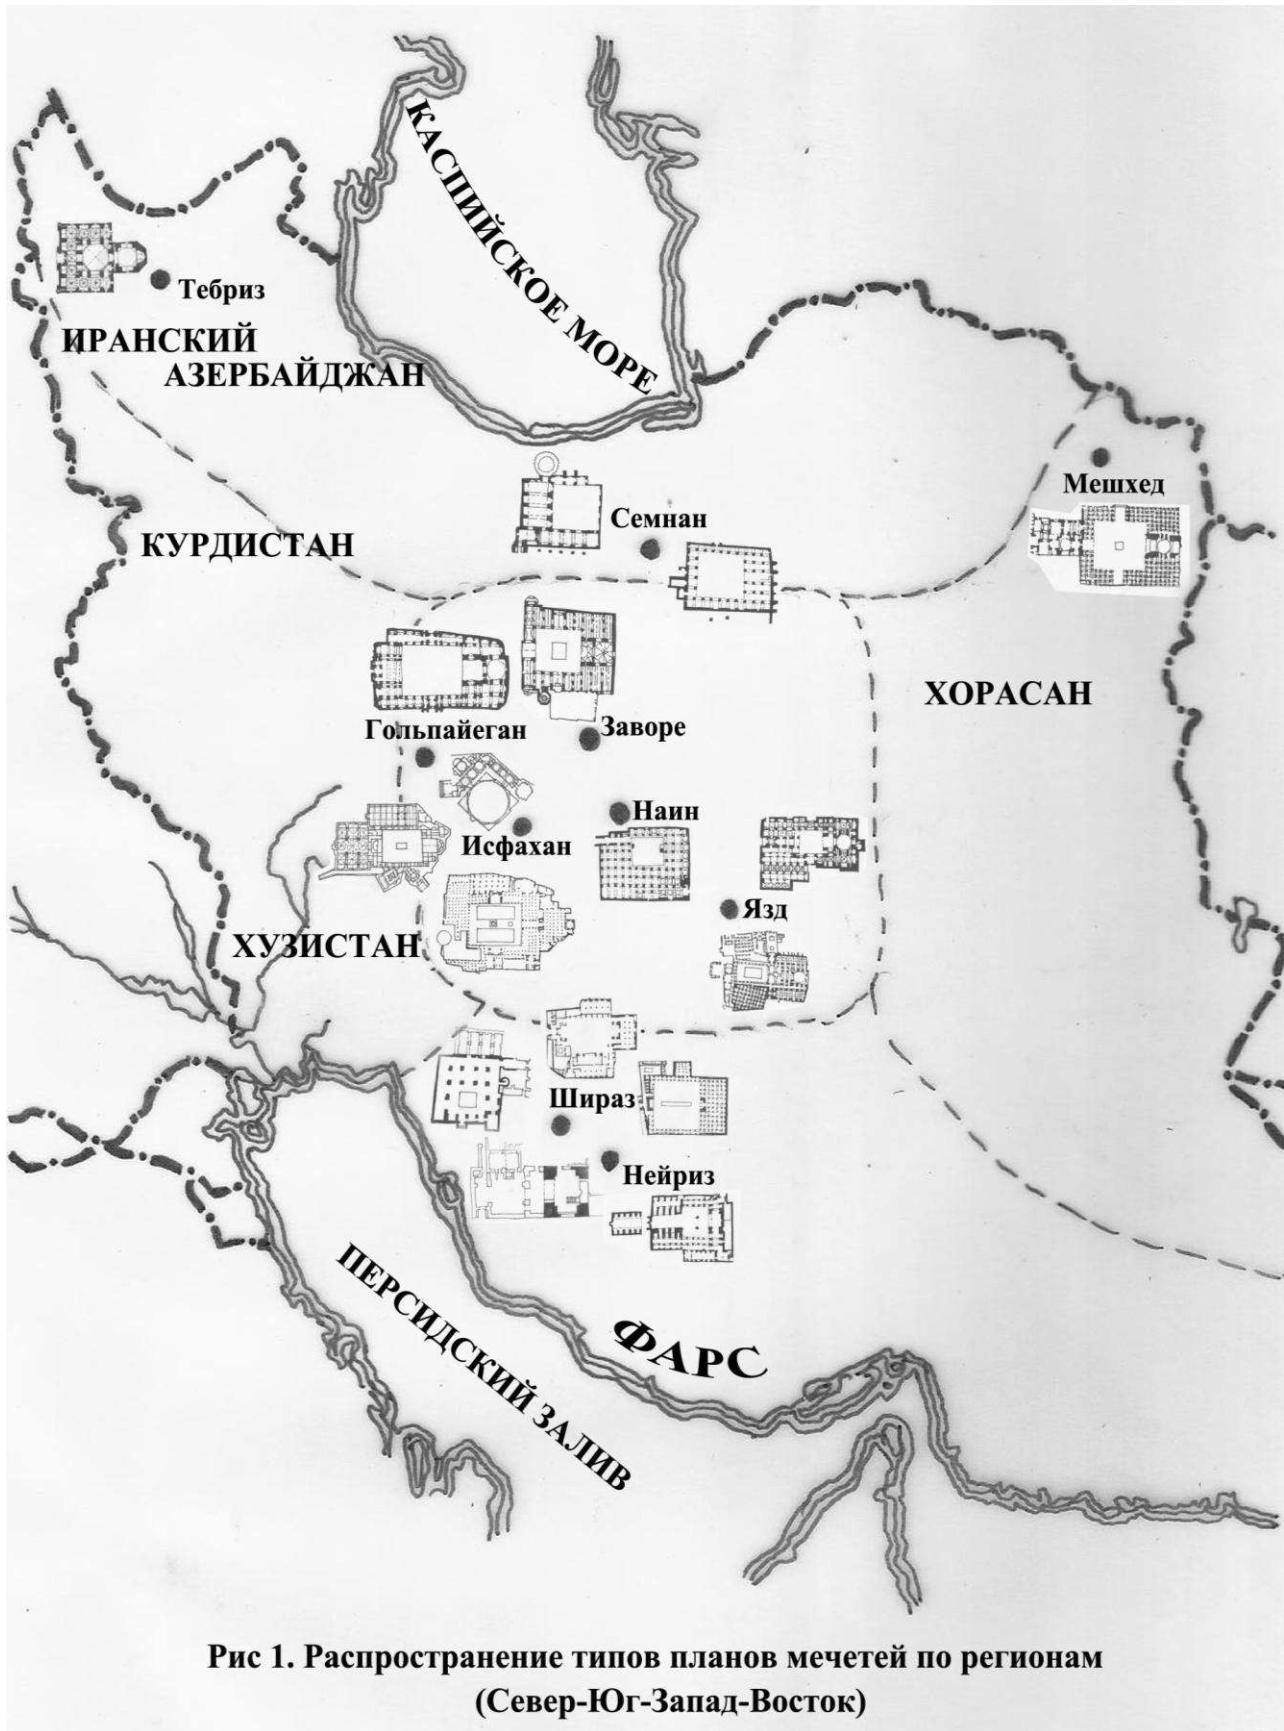 КАСПИЙСКОЕ МОРЕ
Тебриз
ИРАНСКИЙ
АЗЕРБАЙДЖАН
Мешхед
Семнан
КУРДИСТАН
ХОРАСАН
Гольпайеган
Заворе
Наин
Исфахан
Язд
ХУЗИСТАН
Шираз
Нейриз
ПЕРСИДСКИЙ ЗАЛИВ
ФАРС
Рис 1. Распространение типов планов мечетей по регионам
(Север-Юг-Запад-Восток)